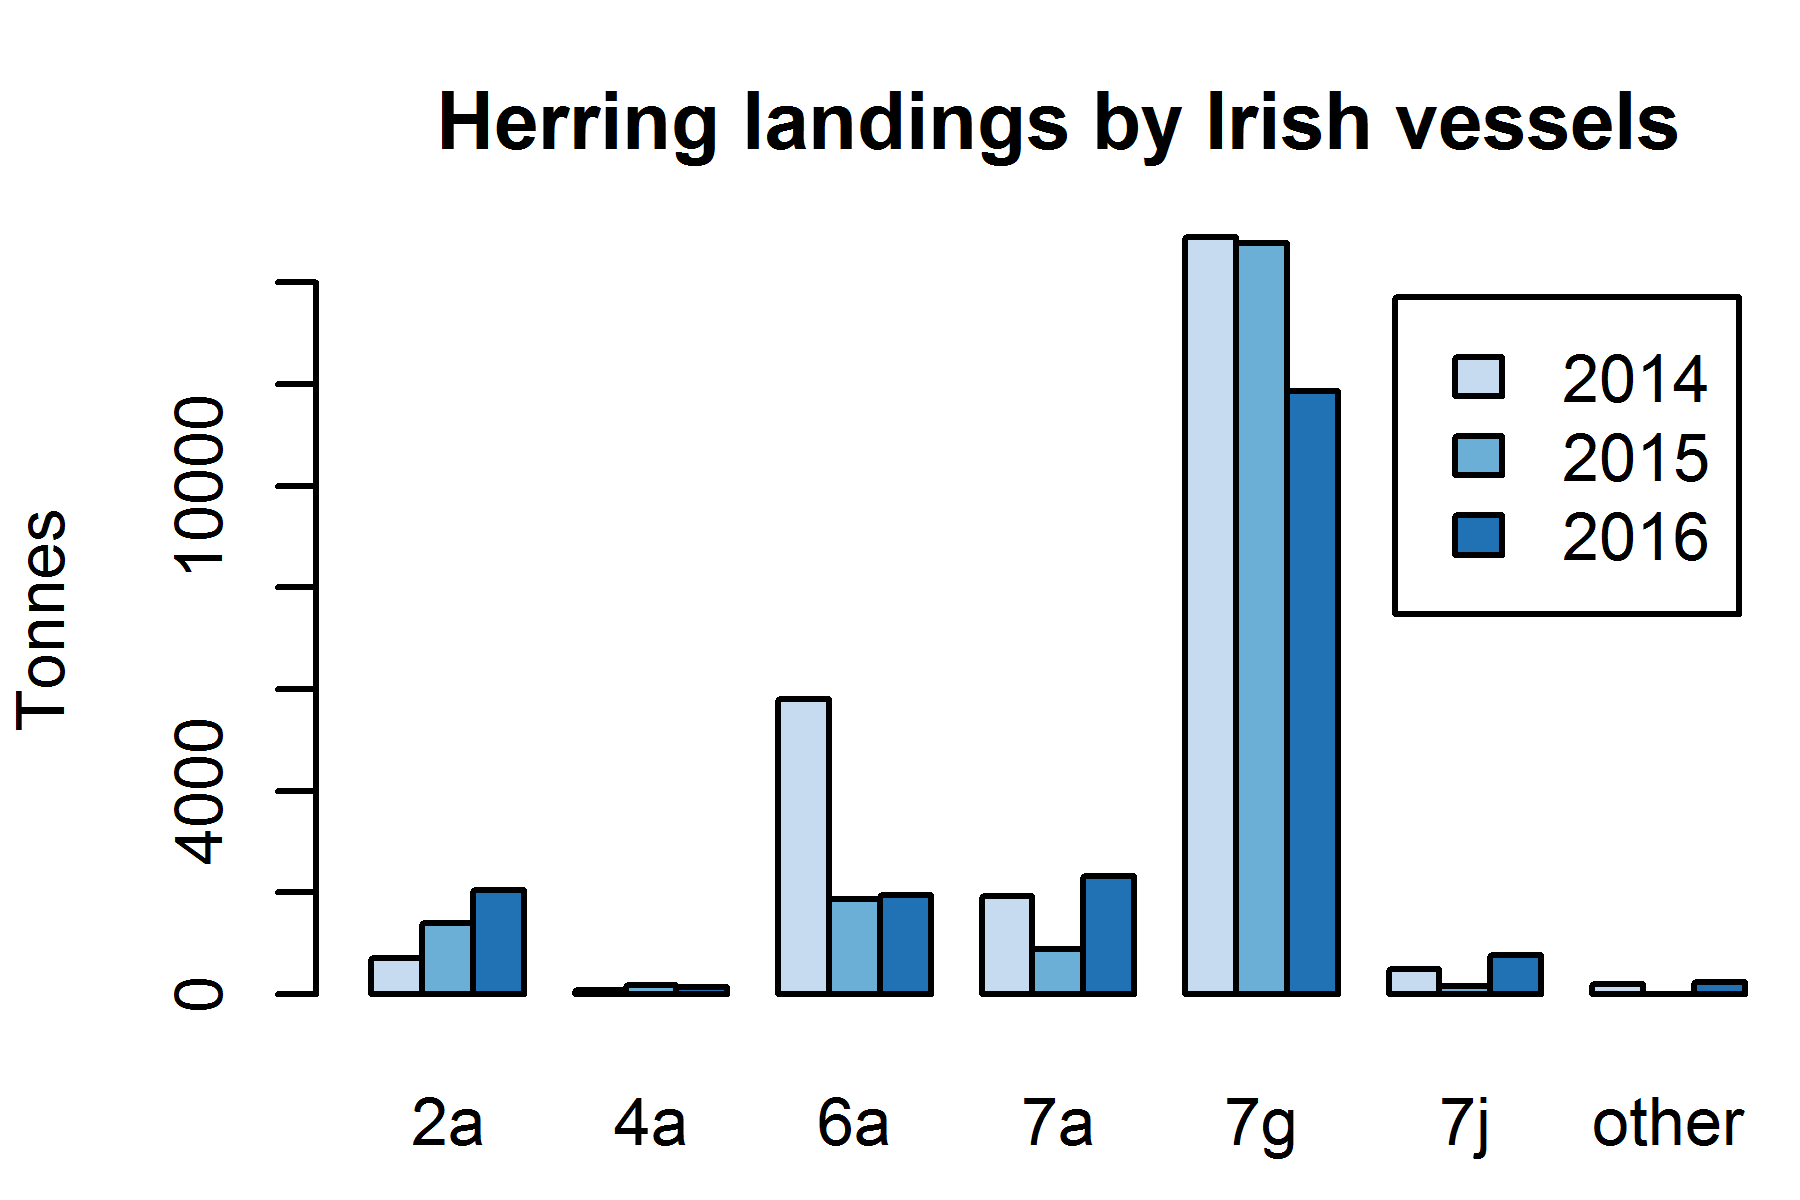 Herring landings by Irish vessels
Tonnes
10000
4000
0
2014
2015
2016
2a 4a 6a 7a 7g 7j other